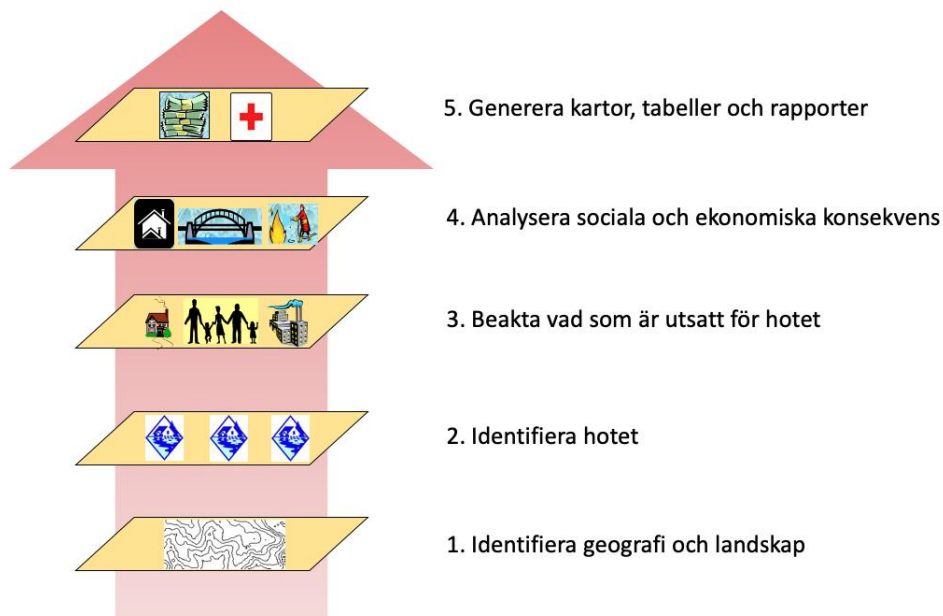 5. Generera kartor, tabeller och rapporter
4. Analysera sociala och ekonomiska konsekvens
3. Beakta vad som är utsatt för hotet
2. Identifiera hotet
1. Identifiera geografi och landskap